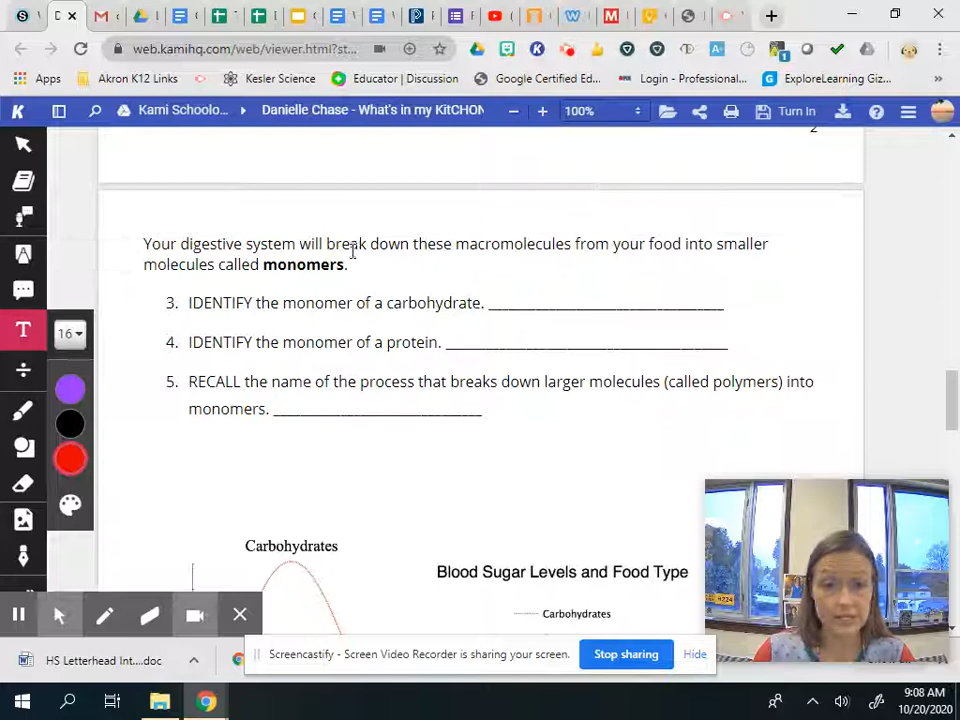 web.kamihq.com/web/viewer.html?st...
Apps Akron K12 Links Kesler Science Educator | Discussion Google Certified Ed... Login - Professional... ExploreLearning Giz... »
Kami Schoolo... Danielle Chase - What's in my KitCHON 100% Turn In
2
Your digestive system will break down these macromolecules from your food into smaller
molecules called monomers.
3. IDENTIFY the monomer of a carbohydrate. ____________________________
4. IDENTIFY the monomer of a protein. __________________________________
5. RECALL the name of the process that breaks down larger molecules (called polymers) into
monomers. _________________________
16
Carbohydrates
Blood Sugar Levels and Food Type
Carbohydrates
Screencastify - Screen Video Recorder is sharing your screen. Stop sharing Hide
HS Letterhead Int....doc
9:08 AM
10/20/2020